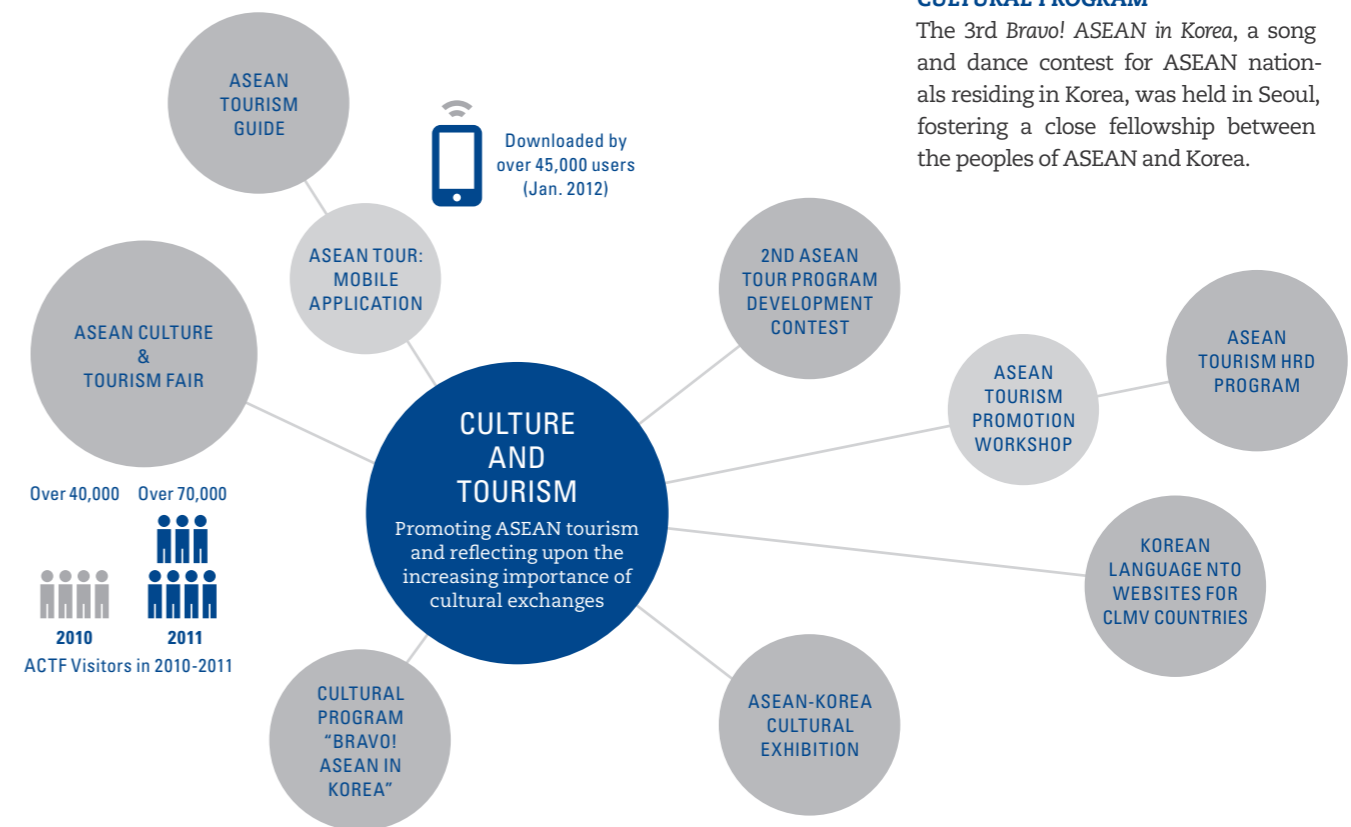 CULTURAL PROGRAM
The 3rd Bravo! ASEAN in Korea, a song
and dance contest for ASEAN nation-
als residing in Korea, was held in Seoul,
fostering a close fellowship between
the peoples of ASEAN and Korea.
ASEAN
TOURISM
GUIDE
Downloaded by
over 45,000 users
(Jan. 2012)
ASEAN TOUR:
MOBILE
APPLICATION
2ND ASEAN
TOUR PROGRAM
DEVELOPMENT
CONTEST
ASEAN CULTURE
&
TOURISM FAIR
ASEAN
TOURISM
PROMOTION
WORKSHOP
ASEAN
TOURISM HRD
PROGRAM
CULTURE
AND
TOURISM
Promoting ASEAN tourism
and reflecting upon the
increasing importance of
cultural exchanges
Over 40,000 Over 70,000
2010 2011
ACTF Visitors in 2010-2011
KOREAN
LANGUAGE NTO
WEBSITES FOR
CLMV COUNTRIES
CULTURAL
PROGRAM
“BRAVO!
ASEAN IN
KOREA”
ASEAN-KOREA
CULTURAL
EXHIBITION